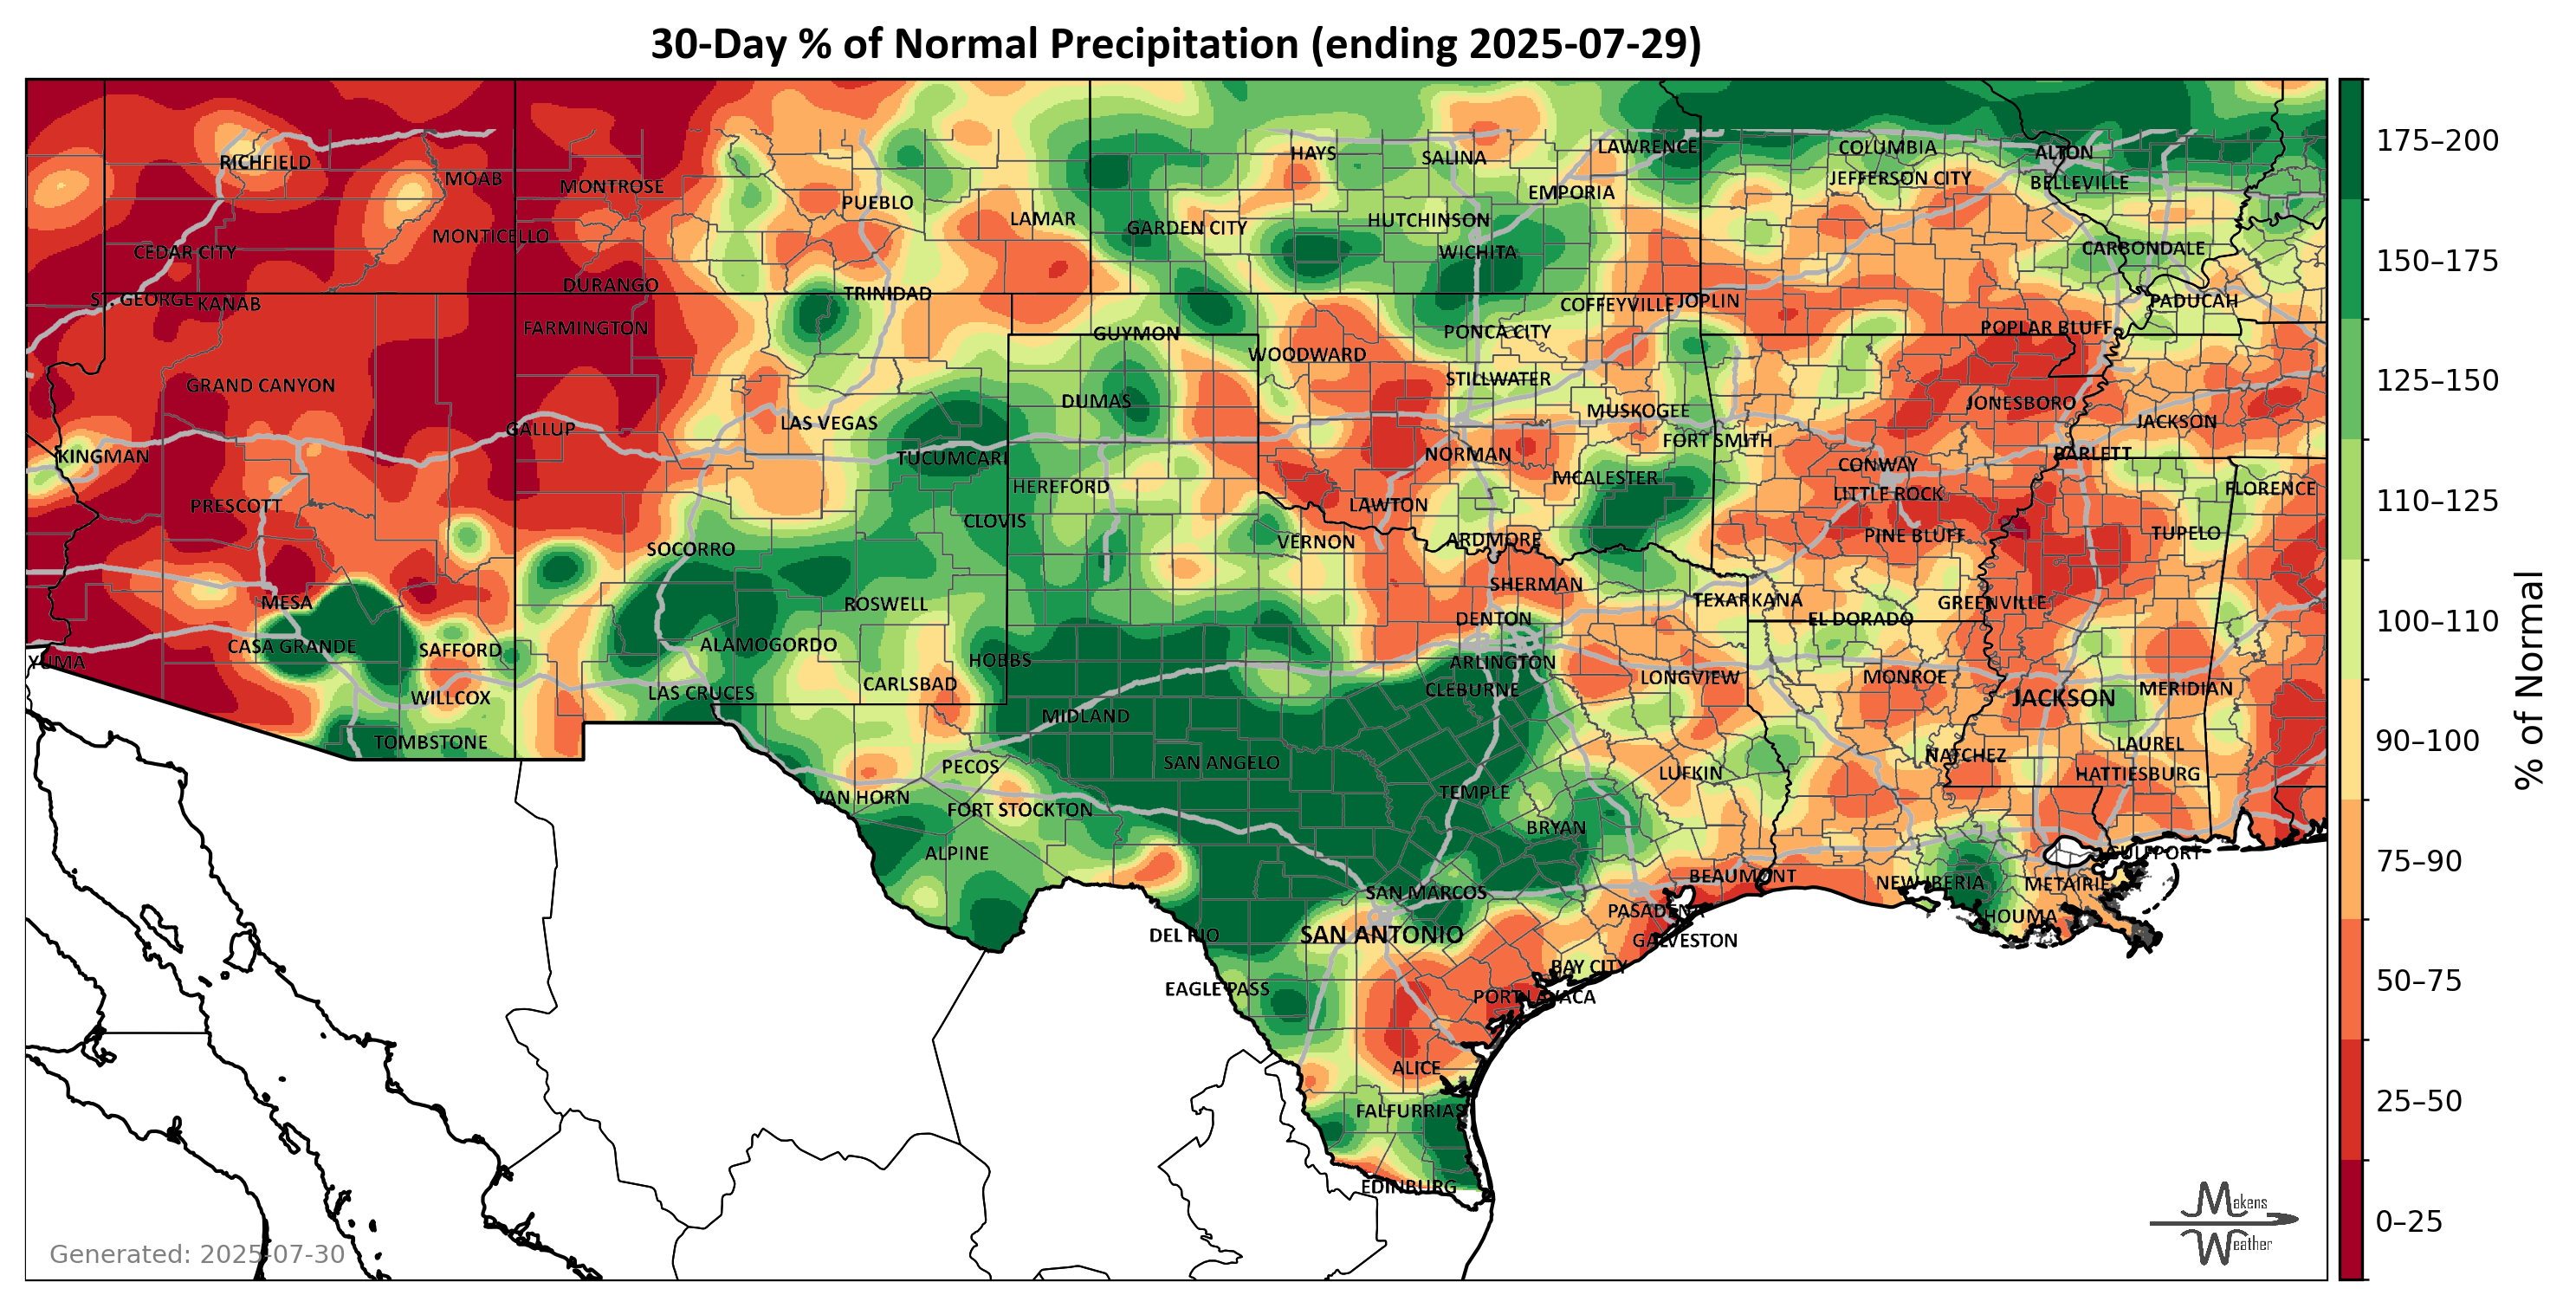 30-Day % of Normal Precipitation (ending 2025-07-29)
HAYS
SALINA
LAWRENCE
COLUMBIA
ALTON
RICHFIELD
MOAB
MONTROSE
PUEBLO
EMPORIA
JEFFERSON CITY
BELLEVILLE
LAMAR
GARDEN CITY
HUTCHINSON
MONTICELLO
CEDAR CITY
WICHITA
CARBONDALE
DURANGO
TRINIDAD
ST. GEORGE
KANAB
COFFEYVILLE
JOPLIN
PADUCAH
FARMINGTON
GUYMON
PONCA CITY
POPLAR BLUFF
WOODWARD
GRAND CANYON
STILLWATER
DUMAS
MUSKOGEE
JONESBORO
GALLUP
LAS VEGAS
JACKSON
FORT SMITH
KINGMAN
TUCUMCARI
NORMAN
BARLETT
CONWAY
HEREFORD
MCALESTER
LITTLE ROCK
FLORENCE
PRESCOTT
LAWTON
CLOVIS
PINE BLUFF
TUPELO
SOCORRO
VERNON
ARDMORE
SHERMAN
MESA
ROSWELL
TEXARKANA
GREENVILLE
CASA GRANDE
SAFFORD
ALAMOGORDO
DENTON
EL DORADO
YUMA
HOBBS
ARLINGTON
WILLCOX
LAS CRUCES
CARLSBAD
CLEBURNE
LONGVIEW
MONROE
JACKSON
MERIDIAN
MIDLAND
TOMBSTONE
PECOS
SAN ANGELO
NATCHEZ
LAUREL
LUFKIN
HATTIESBURG
VAN HORN
FORT STOCKTON
TEMPLE
BRYAN
ALPINE
GULFPORT
SAN MARCOS
BEAUMONT
NEW IBERIA
METAIRIE
PASADENA
HOUMA
DEL RIO
SAN ANTONIO
GALVESTON
BAY CITY
EAGLE PASS
PORT LAVACA
ALICE
FALFURRIAS
EDINBURG
Generated: 2025-07-30
Makens
Weather
175–200
150–175
125–150
110–125
100–110
90–100
75–90
50–75
25–50
0–25
% of Normal